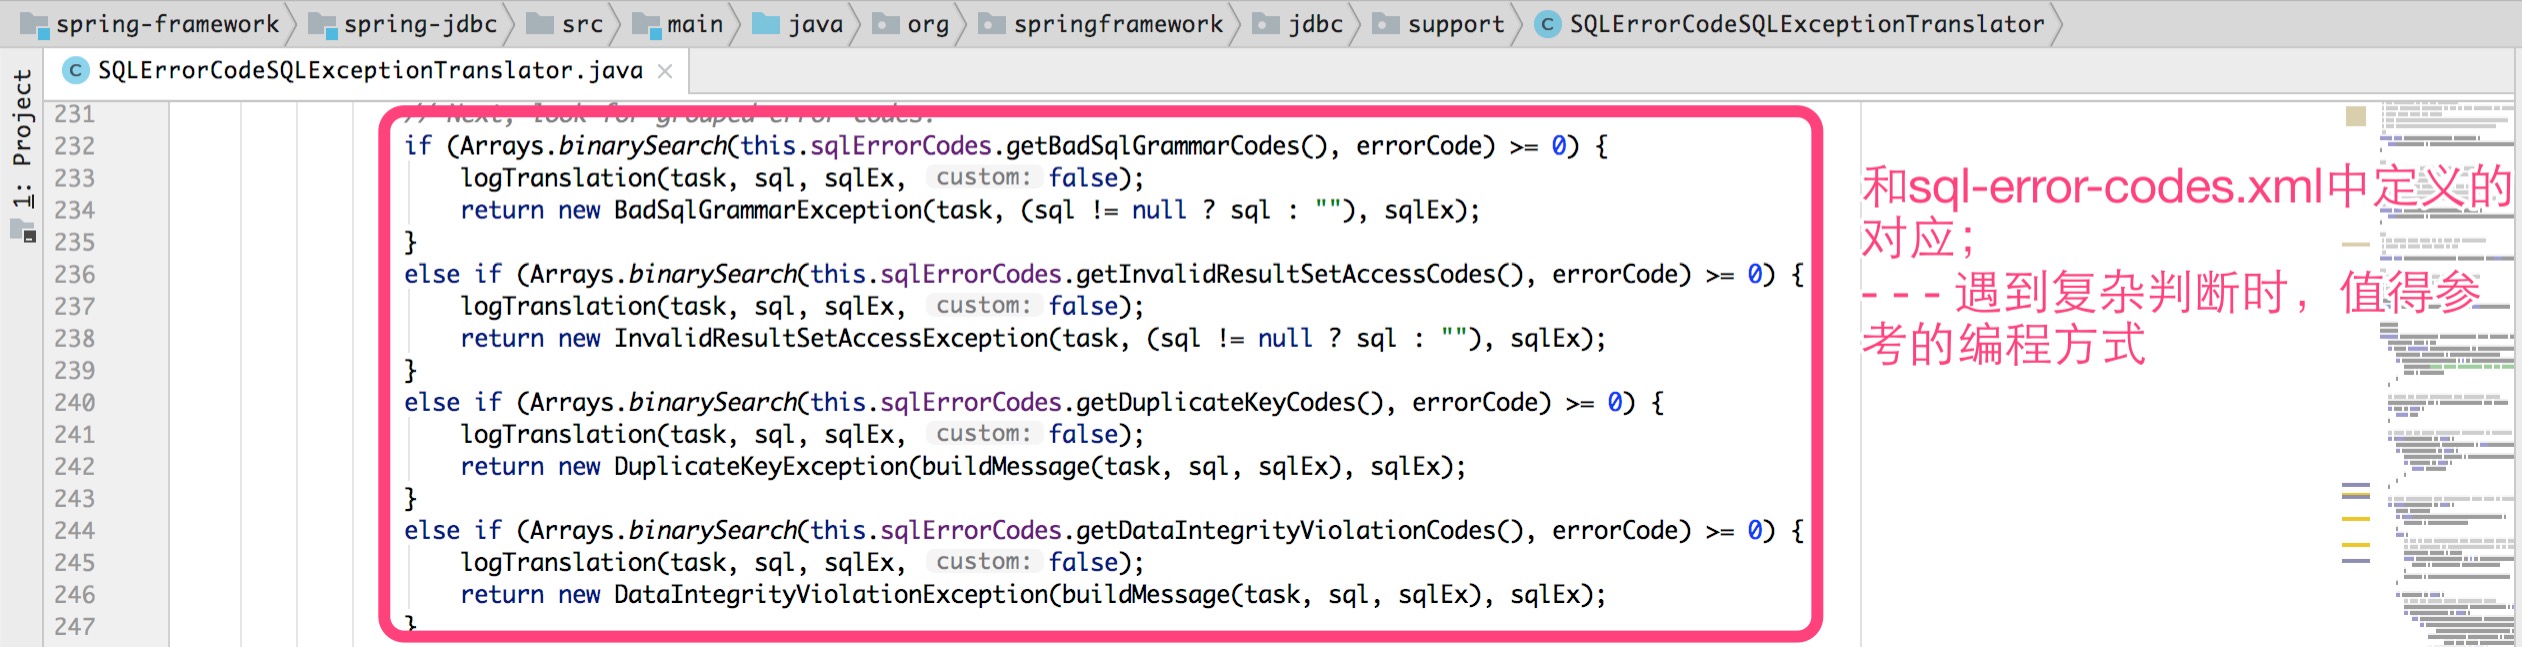 spring-framework spring-jdbc src main java org springframework jdbc support SQLErrorCodeSQLExceptionTranslator
SQLErrorCodeSQLExceptionTranslator.java
1: Project
231 // Next, look for grouped error codes.
232 if (Arrays.binarySearch(this.sqlErrorCodes.getBadSqlGrammarCodes(), errorCode) >= 0) {
233 logTranslation(task, sql, sqlEx, custom: false);
234 return new BadSqlGrammarException(task, (sql != null ? sql : ""), sqlEx);
235 }
236 else if (Arrays.binarySearch(this.sqlErrorCodes.getInvalidResultSetAccessCodes(), errorCode) >= 0) {
237 logTranslation(task, sql, sqlEx, custom: false);
238 return new InvalidResultSetAccessException(task, (sql != null ? sql : ""), sqlEx);
239 }
240 else if (Arrays.binarySearch(this.sqlErrorCodes.getDuplicateKeyCodes(), errorCode) >= 0) {
241 logTranslation(task, sql, sqlEx, custom: false);
242 return new DuplicateKeyException(buildMessage(task, sql, sqlEx), sqlEx);
243 }
244 else if (Arrays.binarySearch(this.sqlErrorCodes.getDataIntegrityViolationCodes(), errorCode) >= 0) {
245 logTranslation(task, sql, sqlEx, custom: false);
246 return new DataIntegrityViolationException(buildMessage(task, sql, sqlEx), sqlEx);
247 }
和sql-error-codes.xml中定义的
对应；
--- 遇到复杂判断时，值得参
考的编程方式